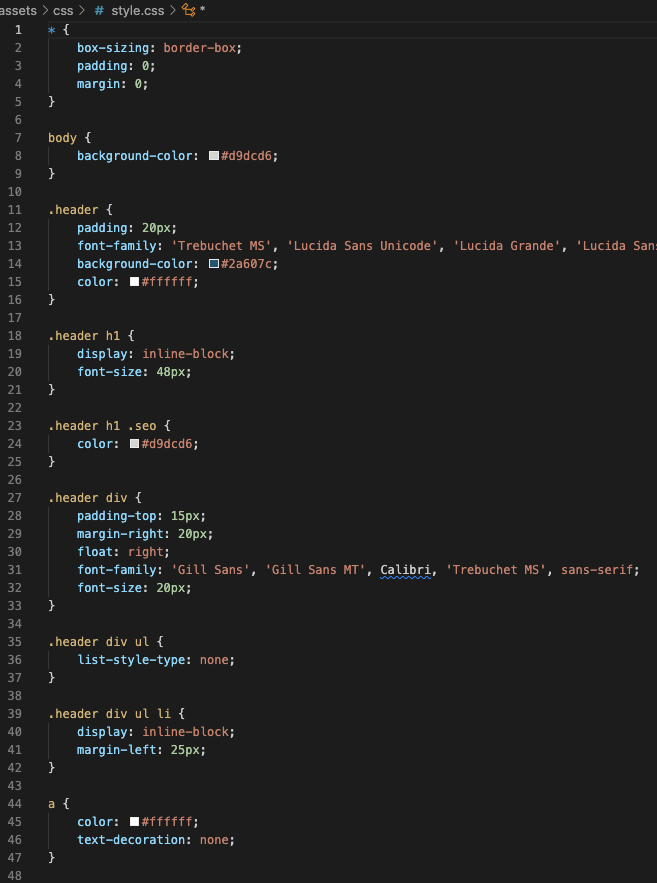 assets > css > # style.css > *
1 * {
2 box-sizing: border-box;
3 padding: 0;
4 margin: 0;
5 }
6
7 body {
8 background-color: #d9dcd6;
9 }
10
11 .header {
12 padding: 20px;
13 font-family: 'Trebuchet MS', 'Lucida Sans Unicode', 'Lucida Grande', 'Lucida Sans
14 background-color: #2a607c;
15 color: #ffffff;
16 }
17
18 .header h1 {
19 display: inline-block;
20 font-size: 48px;
21 }
22
23 .header h1 .seo {
24 color: #d9dcd6;
25 }
26
27 .header div {
28 padding-top: 15px;
29 margin-right: 20px;
30 float: right;
31 font-family: 'Gill Sans', 'Gill Sans MT', Calibri, 'Trebuchet MS', sans-serif;
32 font-size: 20px;
33 }
34
35 .header div ul {
36 list-style-type: none;
37 }
38
39 .header div ul li {
40 display: inline-block;
41 margin-left: 25px;
42 }
43
44 a {
45 color: #ffffff;
46 text-decoration: none;
47 }
48